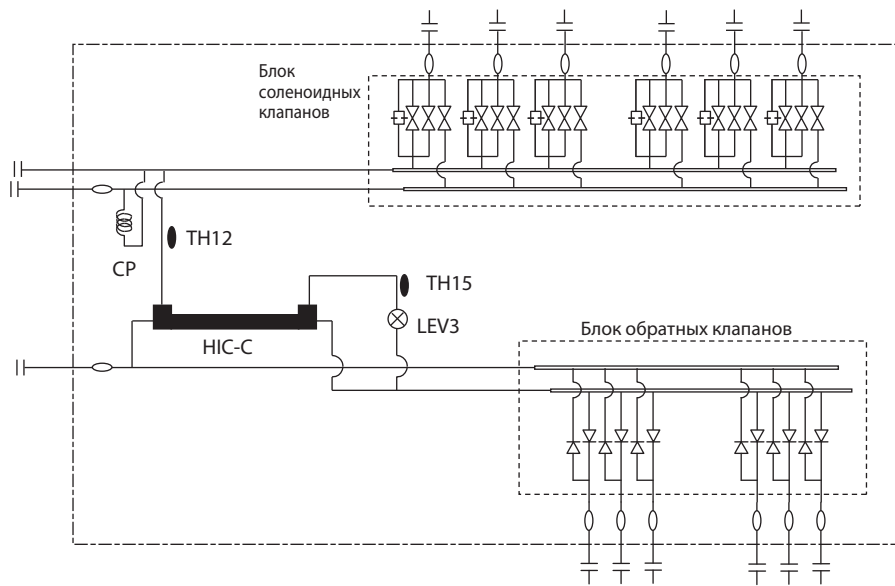 Блок
соленоидных
клапанов
TH12
CP
TH15
LEV3
HIC-C
Блок обратных клапанов